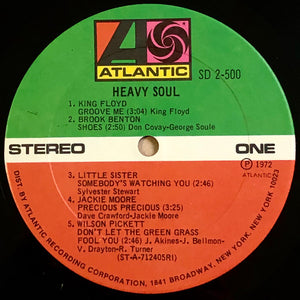 ATLANTIC
SD 2-500
HEAVY SOUL
1. KING FLOYD
GROOVE ME (3:04) King Floyd
2. BROOK BENTON
SHOES (2:50) Don Covay-George Soule
STEREO
ONE
Ⓟ 1972
ATLANTIC
3. LITTLE SISTER
SOMEBODY'S WATCHING YOU (2:46)
Sylvester Stewart
4. JACKIE MOORE
PRECIOUS PRECIOUS (3:25)
Dave Crawford-Jackie Moore
5. WILSON PICKETT
DON'T LET THE GREEN GRASS
FOOL YOU (2:46) J. Akines-J. Bellmon-
V. Drayton-R. Turner
(ST-A-712405RI)
DIST. BY ATLANTIC RECORDING CORPORATION, 1841 BROADWAY, NEW YORK, NEW YORK 10023